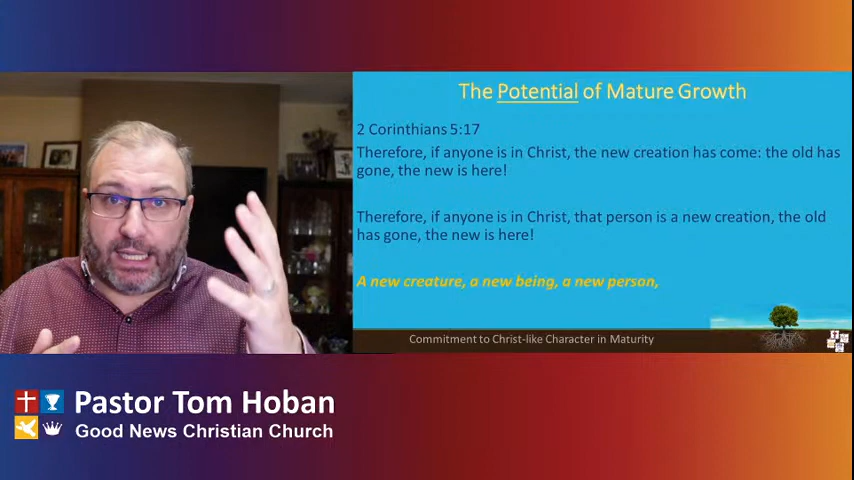 The Potential of Mature Growth
2 Corinthians 5:17
Therefore, if anyone is in Christ, the new creation has come: the old has
gone, the new is here!
Therefore, if anyone is in Christ, that person is a new creation, the old
has gone, the new is here!
A new creature, a new being, a new person,
Commitment to Christ-like Character in Maturity
Pastor Tom Hoban
Good News Christian Church